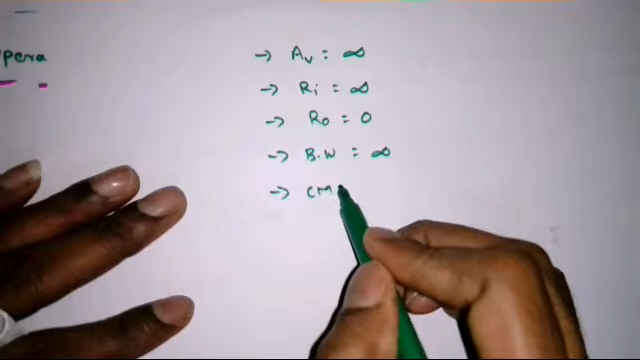 pera
→ Av = ∞
→ Ri = ∞
→ Ro = 0
→ B.W = ∞
→ CM